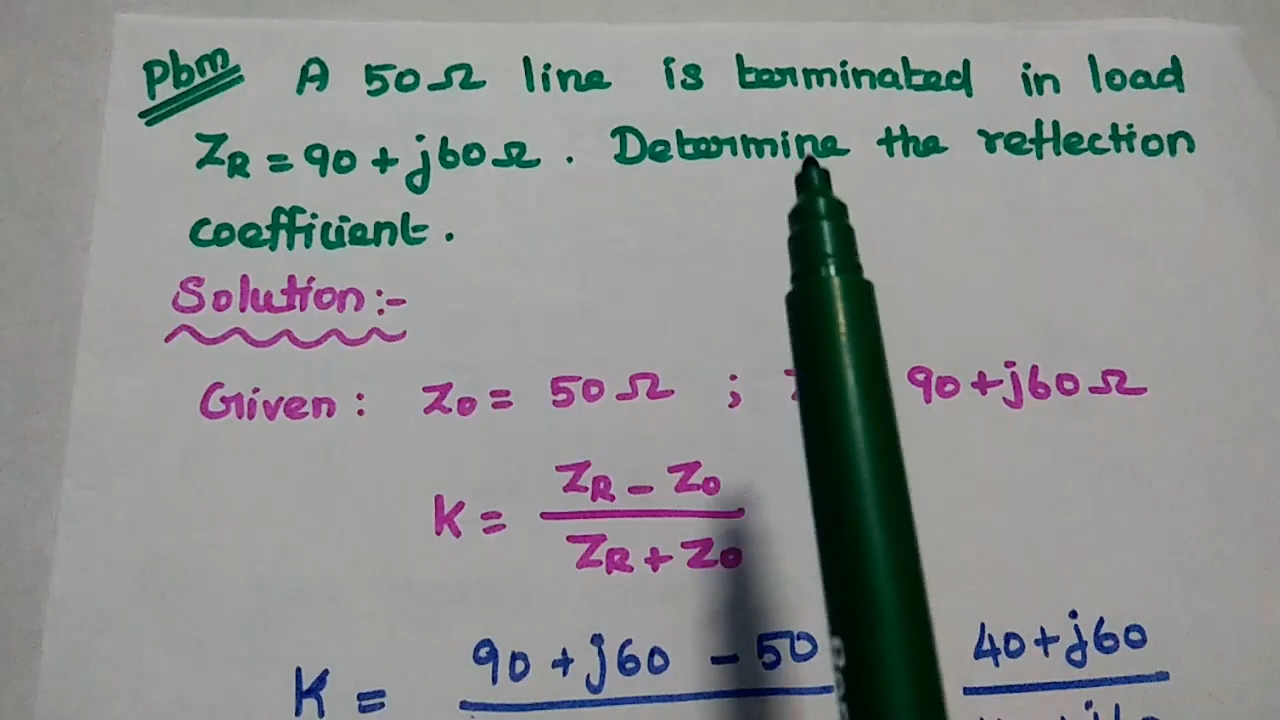 Pbm A 50Ω line is terminated in load
ZR = 90 + j60Ω. Determine the reflection
coefficient.
Solution:-
Given: Z0 = 50Ω ; 90+j60Ω
K = ZR - Z0
ZR + Z0
K = 90 + j60 - 50 40+j60